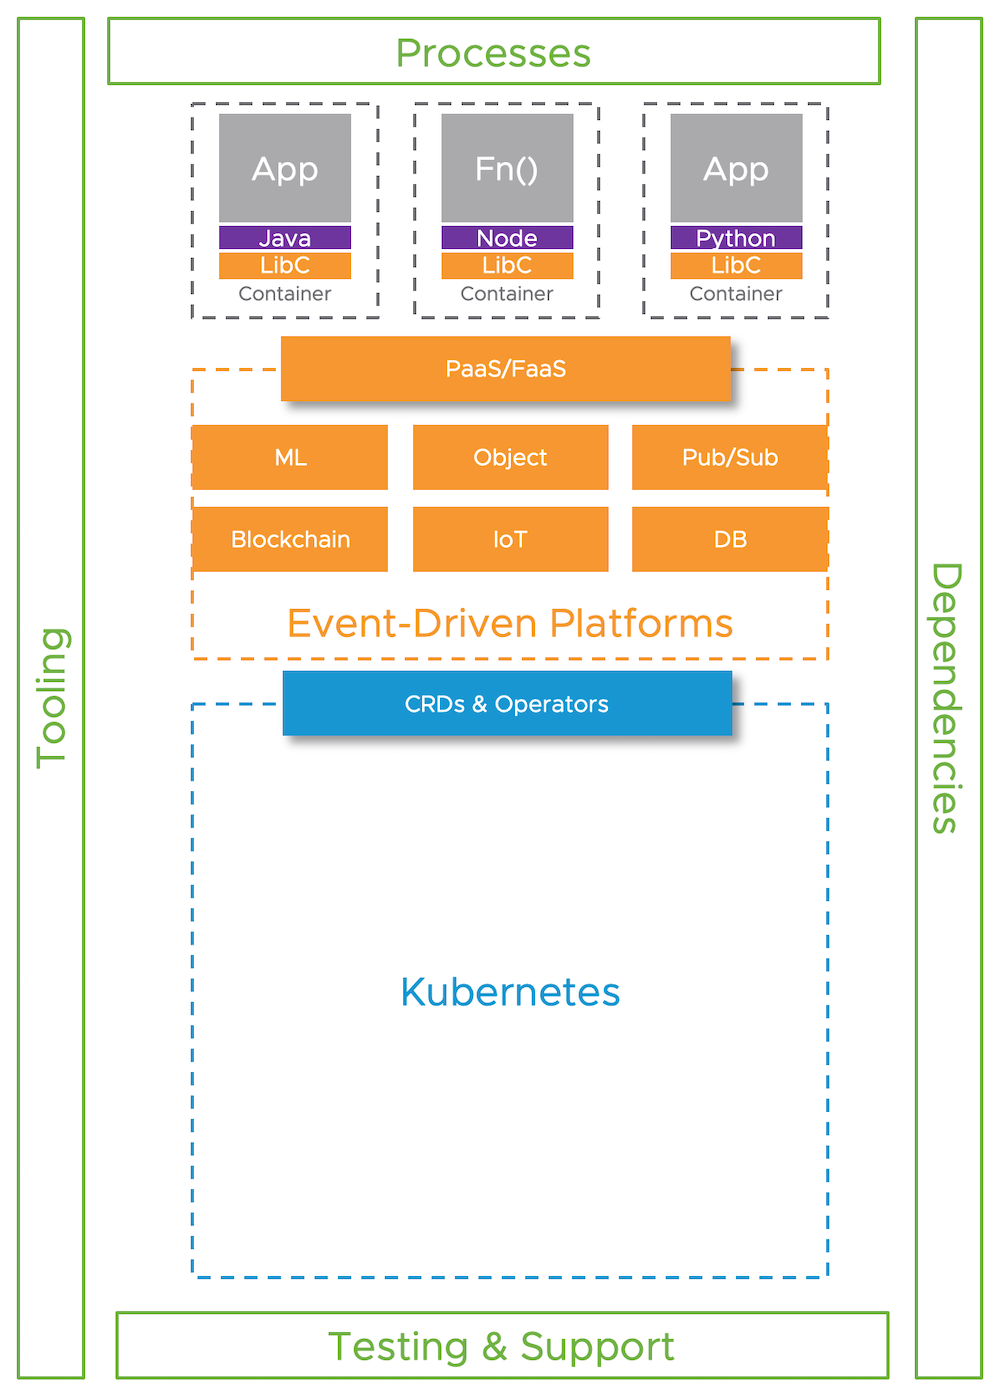 Processes
App
Fn()
App
Java
Node
Python
LibC
LibC
LibC
Container
Container
Container
PaaS/FaaS
ML
Object
Pub/Sub
Blockchain
IoT
DB
Event-Driven Platforms
Tooling
Dependencies
CRDs & Operators
Kubernetes
Testing & Support